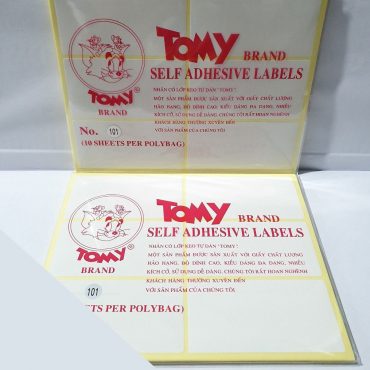 TOMY BRAND
SELF ADHESIVE LABELS
TOMY ®
BRAND
No. 101
(10 SHEETS PER POLYBAG)
NHÃN CÓ LỚP KEO TỰ DÁN "TOMY".
MỘT SẢN PHẨM ĐƯỢC SẢN XUẤT VỚI GIẤY CHẤT LƯỢNG
HẢO HẠNG, ĐỘ DÍNH CAO, KIỂU DÁNG ĐA DẠNG, NHIỀU
KÍCH CỠ, SỬ DỤNG DỄ DÀNG. CHÚNG TÔI RẤT HOAN NGHÊNH
KHÁCH HÀNG THƯỜNG XUYÊN ĐẾN
VỚI SẢN PHẨM CỦA CHÚNG TÔI
TOMY BRAND
SELF ADHESIVE LABELS
TOMY ®
BRAND
101
ETS PER POLYBAG)
NHÃN CÓ LỚP KEO TỰ DÁN "TOMY".
MỘT SẢN PHẨM ĐƯỢC SẢN XUẤT VỚI GIẤY CHẤT LƯỢNG
HẢO HẠNG, ĐỘ DÍNH CAO, KIỂU DÁNG ĐA DẠNG, NHIỀU
KÍCH CỠ, SỬ DỤNG DỄ DÀNG. CHÚNG TÔI RẤT HOAN NGHÊNH
KHÁCH HÀNG THƯỜNG XUYÊN ĐẾN
VỚI SẢN PHẨM CỦA CHÚNG TÔI.